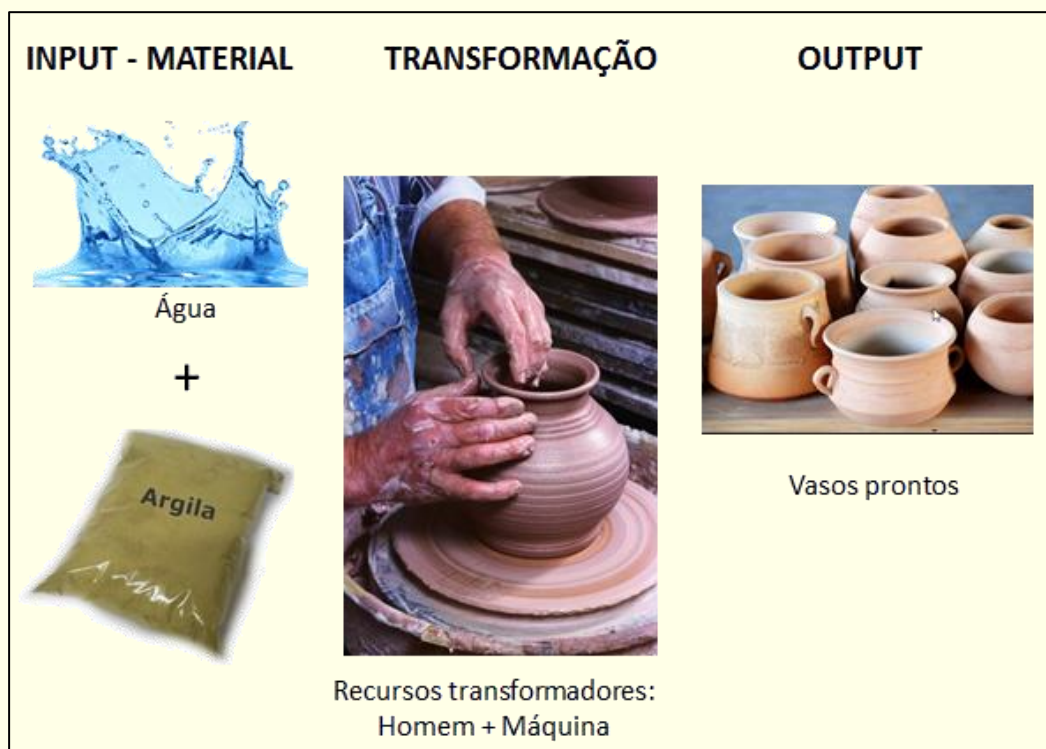 INPUT - MATERIAL
TRANSFORMAÇÃO
OUTPUT
Água
+
Argila
Vasos prontos
Recursos transformadores:
Homem + Máquina